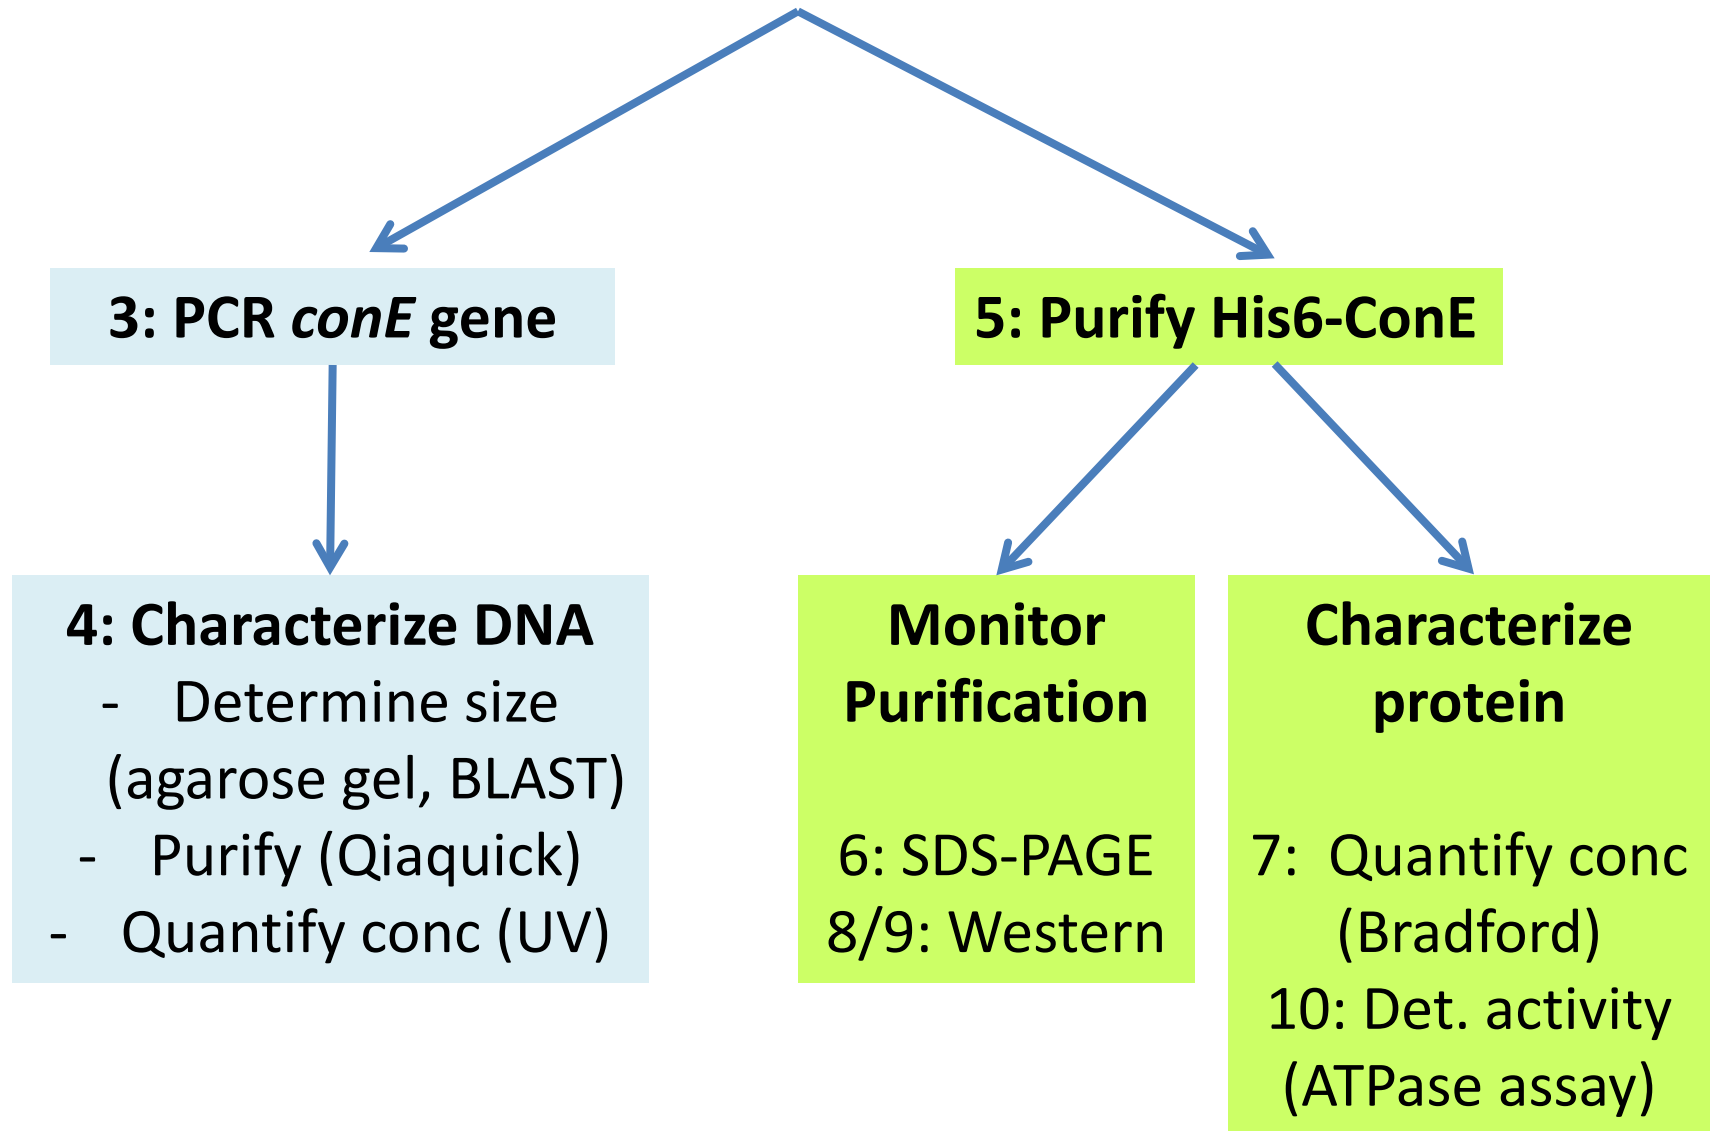 3: PCR conE gene
5: Purify His6-ConE
4: Characterize DNA
- Determine size
(agarose gel, BLAST)
- Purify (Qiaquick)
- Quantify conc (UV)
Monitor
Purification
6: SDS-PAGE
8/9: Western
Characterize
protein
7: Quantify conc
(Bradford)
10: Det. activity
(ATPase assay)